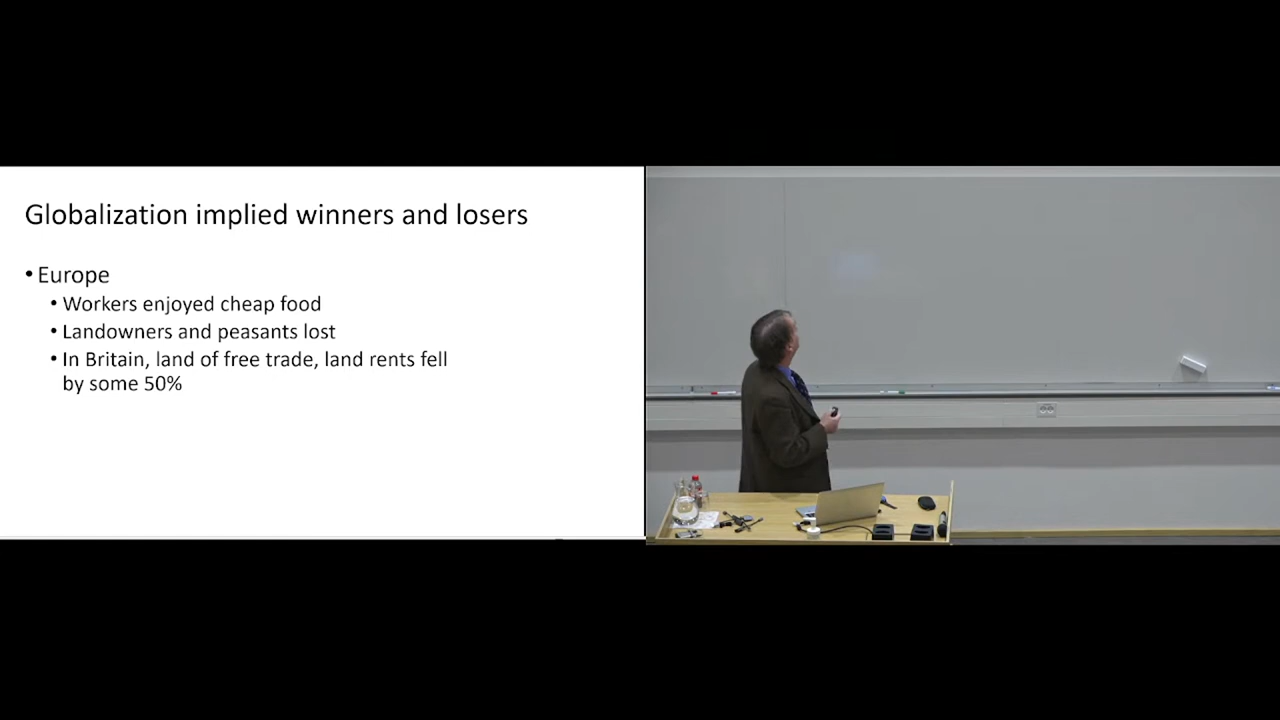 Globalization implied winners and losers
• Europe
• Workers enjoyed cheap food
• Landowners and peasants lost
• In Britain, land of free trade, land rents fell
by some 50%